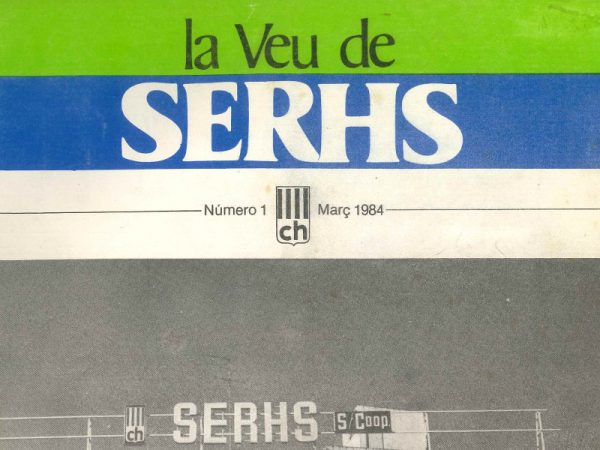 la Veu de
SERHS
Número 1 ch Març 1984
ch SERHS S/Coop.